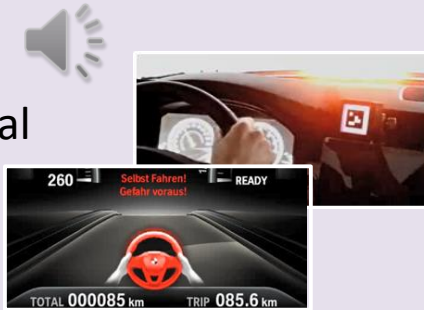 al
260
Selbst Fahren!
Gefahr voraus!
READY
TOTAL 000085 km
TRIP 085.6 km